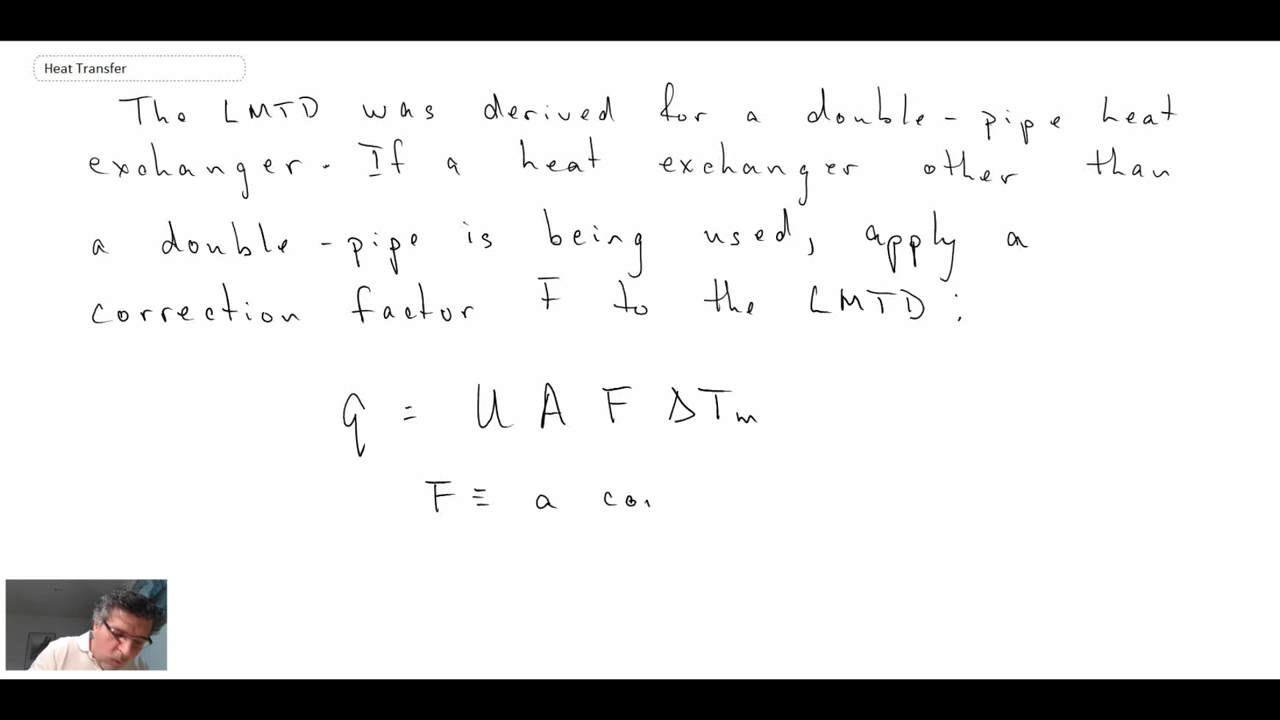 Heat Transfer
The LMTD was derived for a double-pipe heat
exchanger. If a heat exchanger other than
a double-pipe is being used, apply a
correction factor F to the LMTD:
q = U A F ΔTm
F ≡ a cor